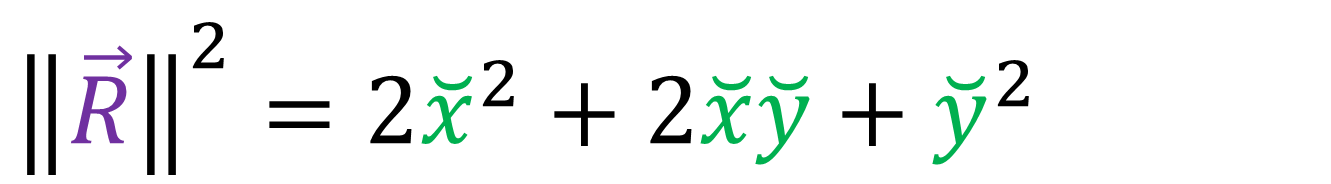 ‖R⃗‖² = 2x̆² + 2x̆y̆ + y̆²